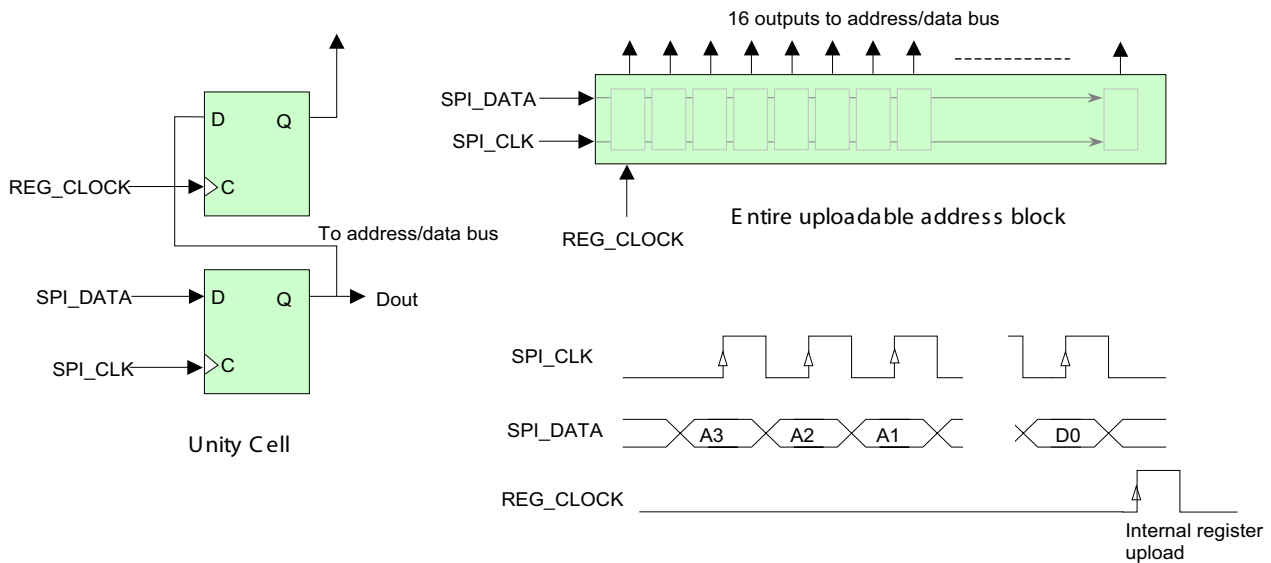 D
Q
REG_CLOCK
C
To address/data bus
SPI_DATA
D
Q
Dout
SPI_CLK
C
Unity Cell
16 outputs to address/data bus
SPI_DATA
SPI_CLK
REG_CLOCK
Entire uploadable address block
SPI_CLK
SPI_DATA
A3
A2
A1
D0
REG_CLOCK
Internal register
upload